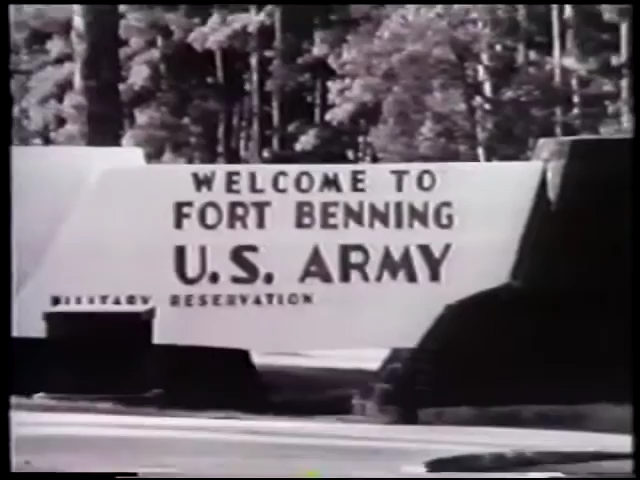 WELCOME TO
FORT BENNING
U.S. ARMY
MILITARY RESERVATION